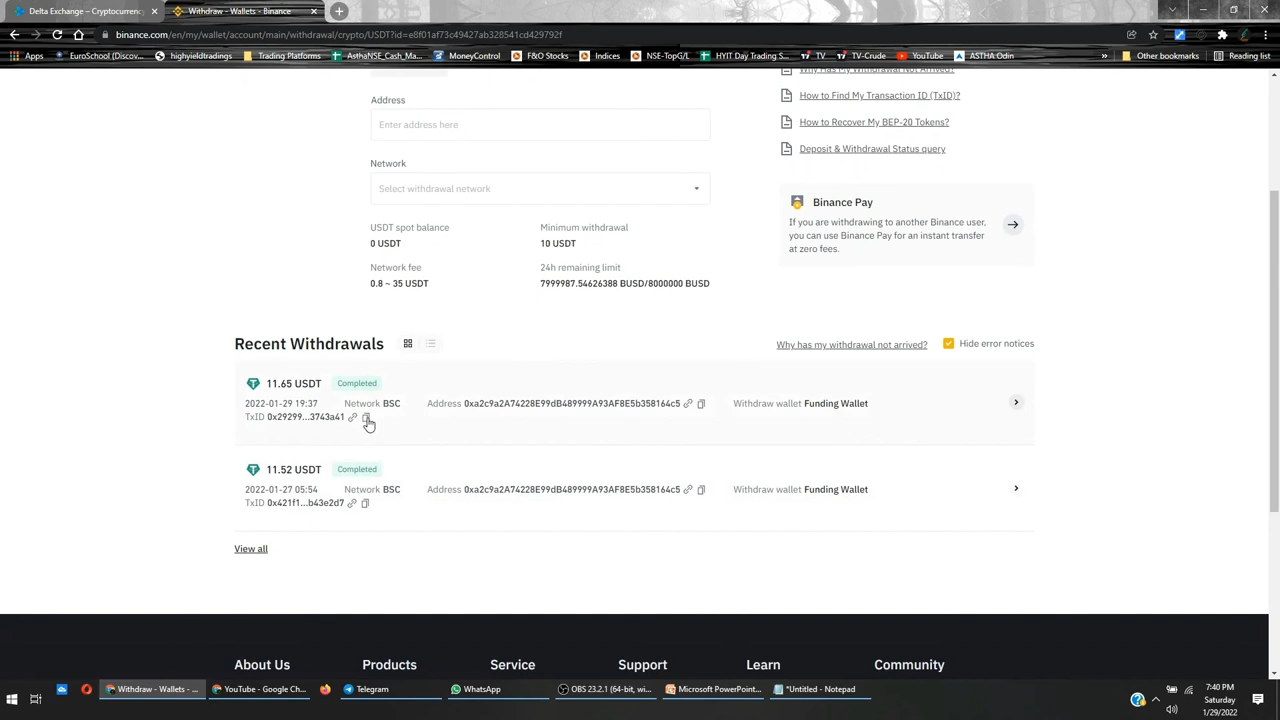 Delta Exchange – Cryptocurrency
Withdraw - Wallets - Binance
binance.com/en/my/wallet/account/main/withdrawal/crypto/USDT?id=e8f01af73c49427ab328541cd429792f
Apps
EuroSchool (Discov...
highyieldtradings
Trading Platforms
AsthaNSE_Cash_Ma...
MoneyControl
F&O Stocks
Indices
NSE-TopG/L
HYIT Day Trading S...
TV
TV-Crude
YouTube
ASTHA Odin
»
Other bookmarks
Reading list
Why Has My Withdrawal Not Arrived?
Address
How to Find My Transaction ID (TxID)?
Enter address here
How to Recover My BEP-20 Tokens?
Deposit & Withdrawal Status query
Network
Select withdrawal network
Binance Pay
If you are withdrawing to another Binance user,
you can use Binance Pay for an instant transfer
at zero fees.
USDT spot balance
Minimum withdrawal
0 USDT
10 USDT
Network fee
24h remaining limit
0.8 ~ 35 USDT
7999987.54626388 BUSD/8000000 BUSD
Recent Withdrawals
Why has my withdrawal not arrived?
Hide error notices
11.65 USDT Completed
2022-01-29 19:37 Network BSC Address 0xa2c9a2A74228E99dB489999A93AF8E5b358164c5 Withdraw wallet Funding Wallet
TxID 0x29299...3743a41
11.52 USDT Completed
2022-01-27 05:54 Network BSC Address 0xa2c9a2A74228E99dB489999A93AF8E5b358164c5 Withdraw wallet Funding Wallet
TxID 0x421f1...b43e2d7
View all
About Us
Products
Service
Support
Learn
Community
Withdraw - Wallets - ...
YouTube - Google Ch...
Telegram
WhatsApp
OBS 23.2.1 (64-bit, wi...
Microsoft PowerPoint...
*Untitled - Notepad
7:40 PM
Saturday
1/29/2022